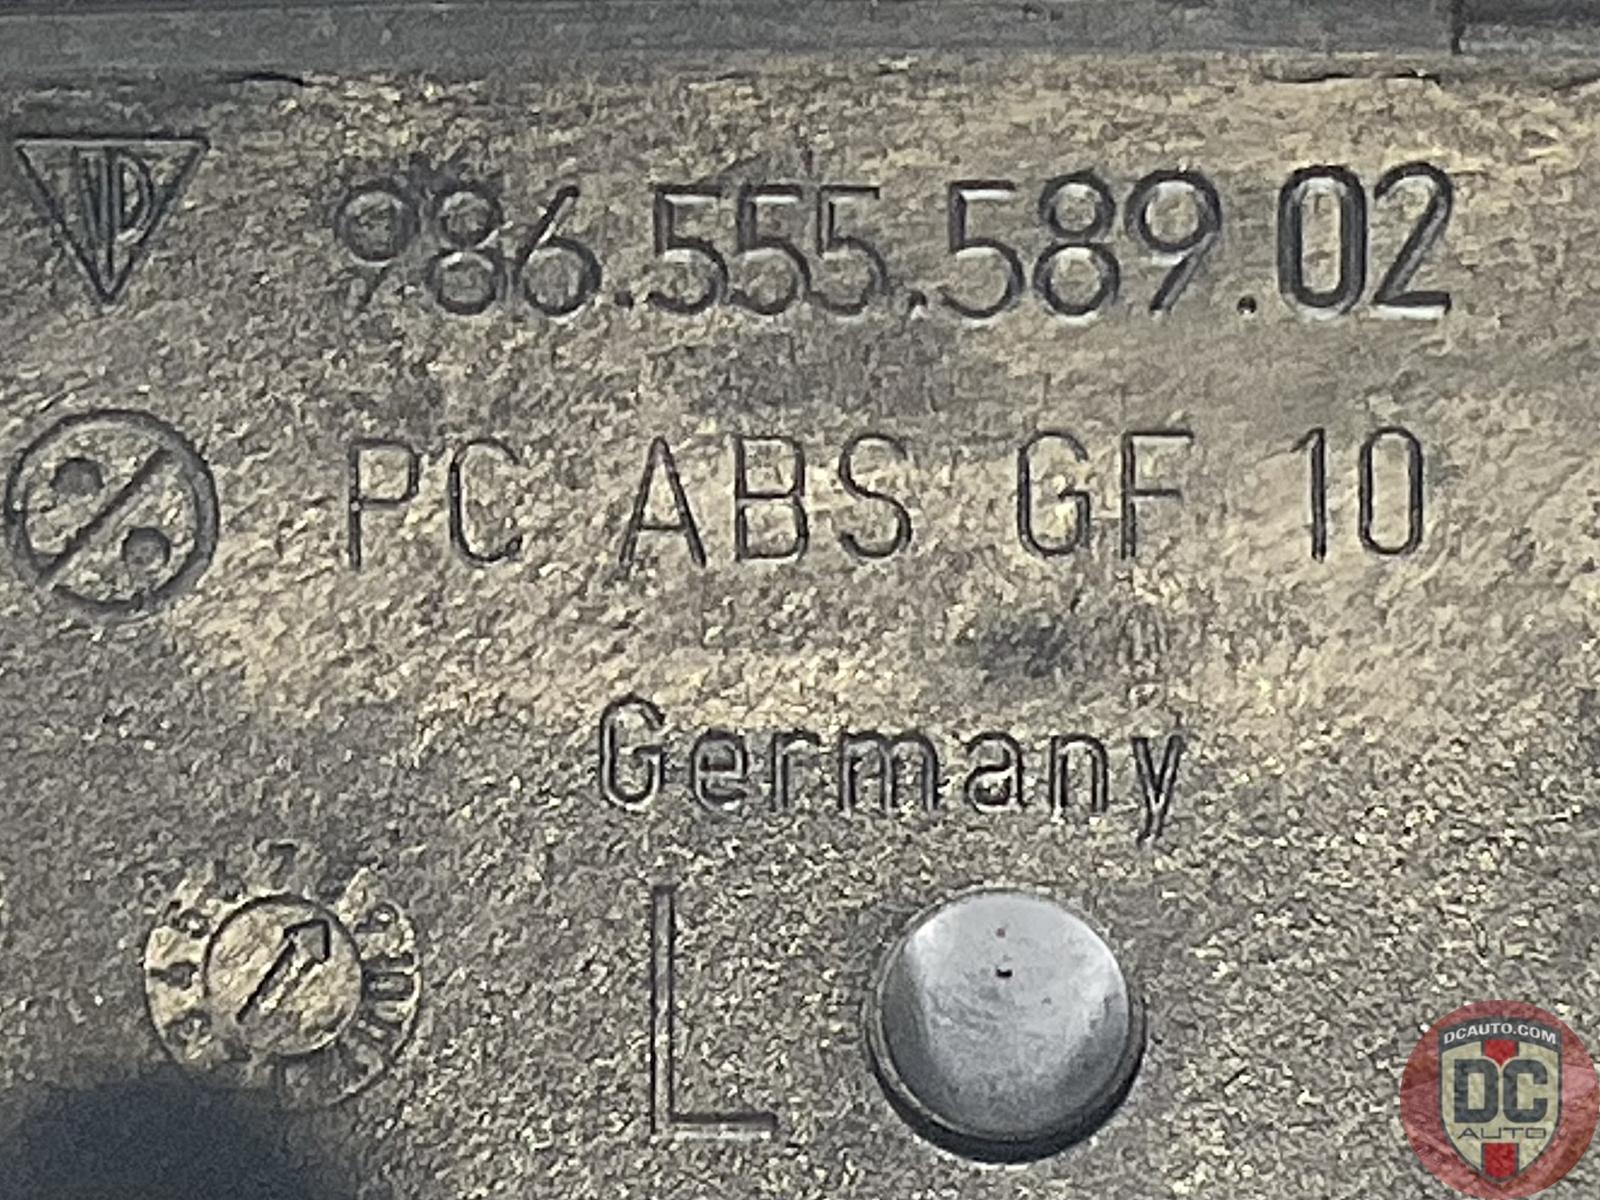 986.555.589.02
PC ABS GF 10
Germany
L
DCAUTO.COM
DC
AUTO